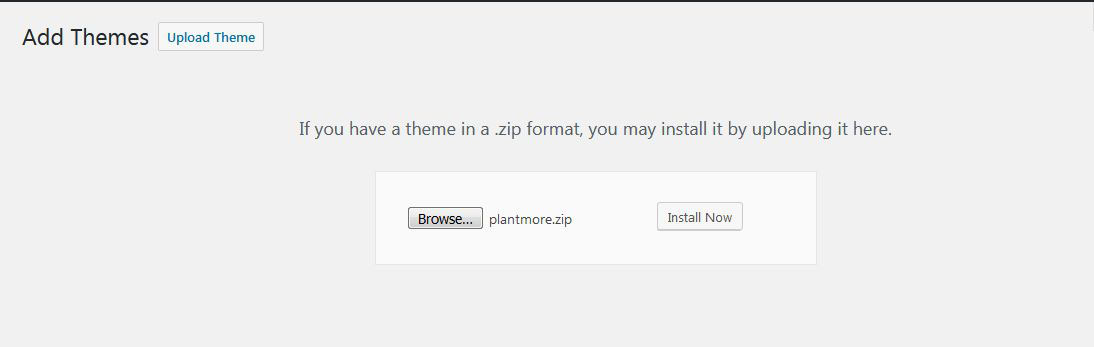 Add Themes Upload Theme
If you have a theme in a .zip format, you may install it by uploading it here.
Browse... plantmore.zip Install Now